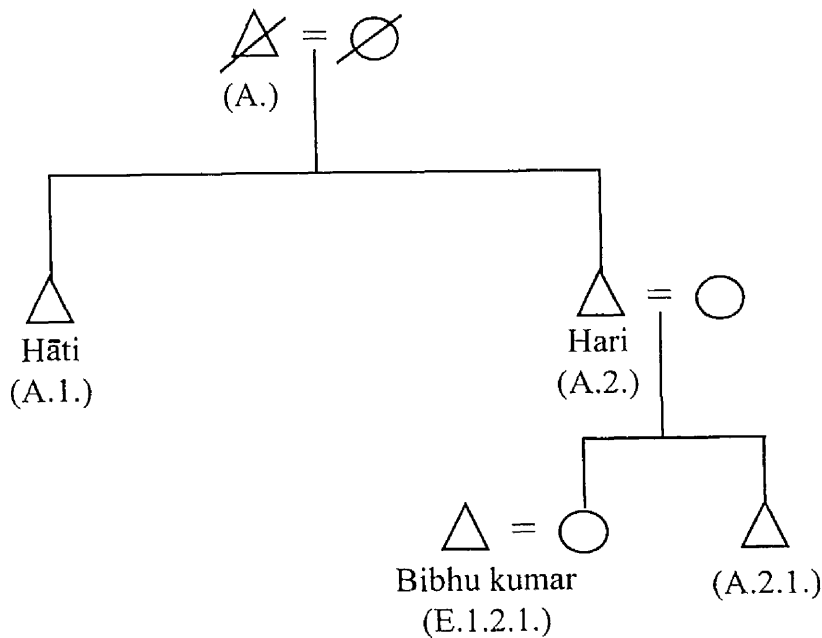 (A.)
Hāti
(A.1.)
Hari
(A.2.)
Bibhu kumar
(E.1.2.1.)
(A.2.1.)